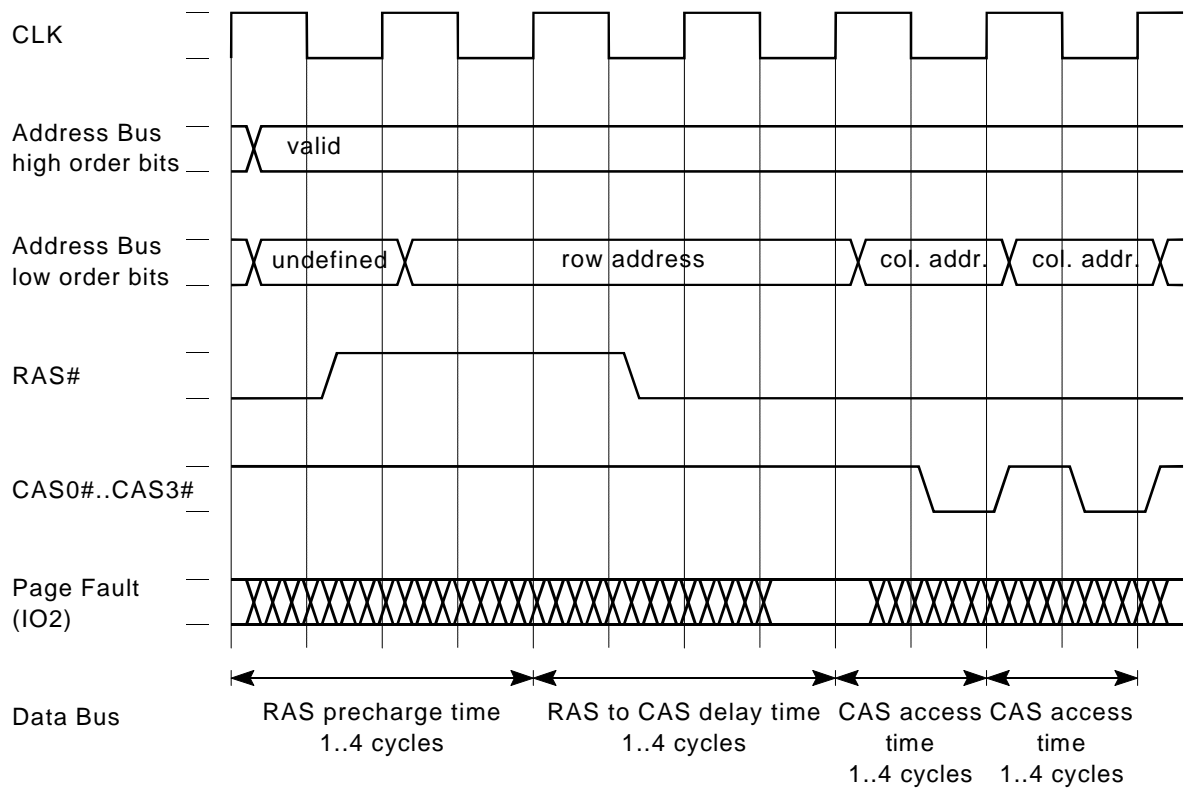 CLK
Address Bus
high order bits
valid
Address Bus
low order bits
undefined
row address
col. addr.
col. addr.
RAS#
CAS0#..CAS3#
Page Fault
(IO2)
Data Bus
RAS precharge time
1..4 cycles
RAS to CAS delay time
1..4 cycles
CAS access
time
1..4 cycles
CAS access
time
1..4 cycles